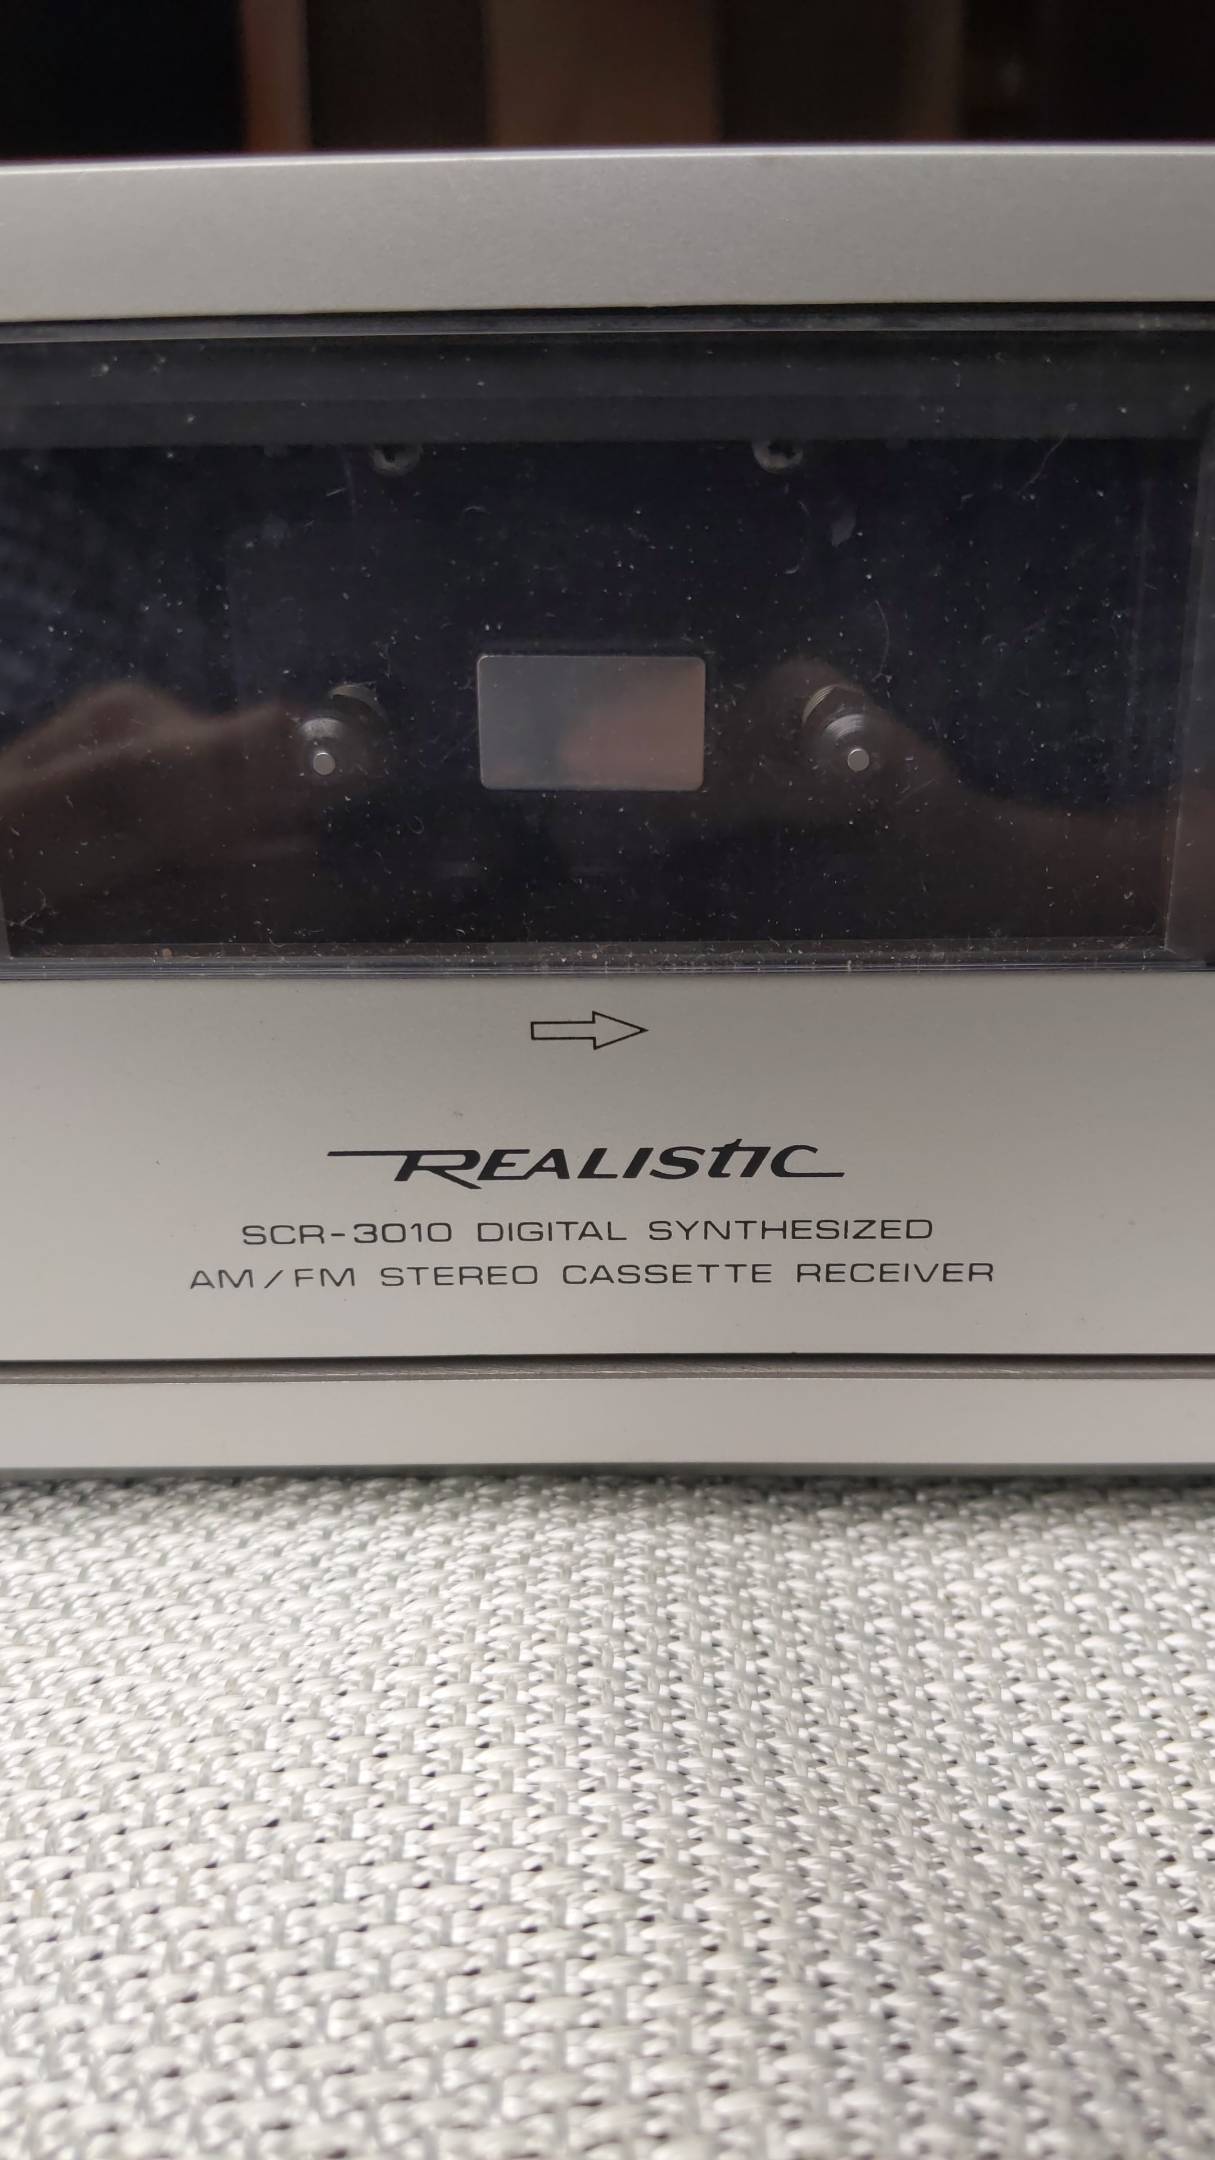 REALISTIC
SCR-3010 DIGITAL SYNTHESIZED
AM/FM STEREO CASSETTE RECEIVER